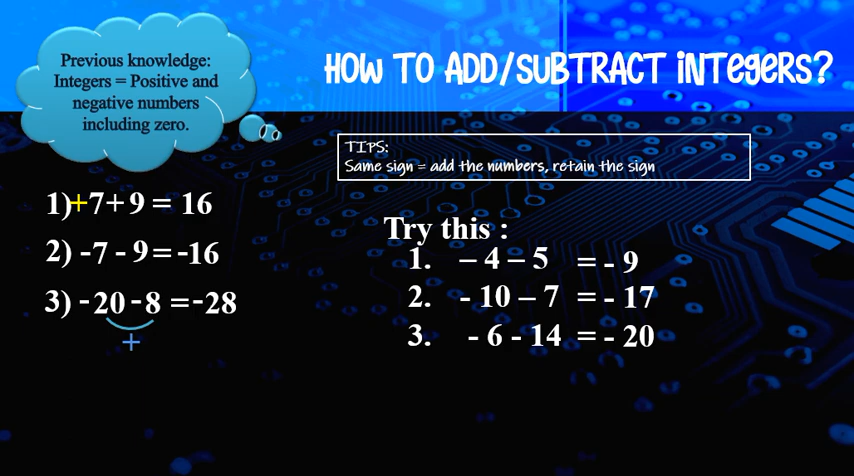 Previous knowledge:
Integers = Positive and
negative numbers
including zero.
HOW TO ADD/SUBTRACT INTEGERS?
TIPS:
Same sign = add the numbers, retain the sign
1)+7+9 = 16
2) -7 - 9 = -16
3) -20 -8 = -28
+
Try this :
1. – 4 – 5 = - 9
2. - 10 – 7 = - 17
3. - 6 - 14 = - 20